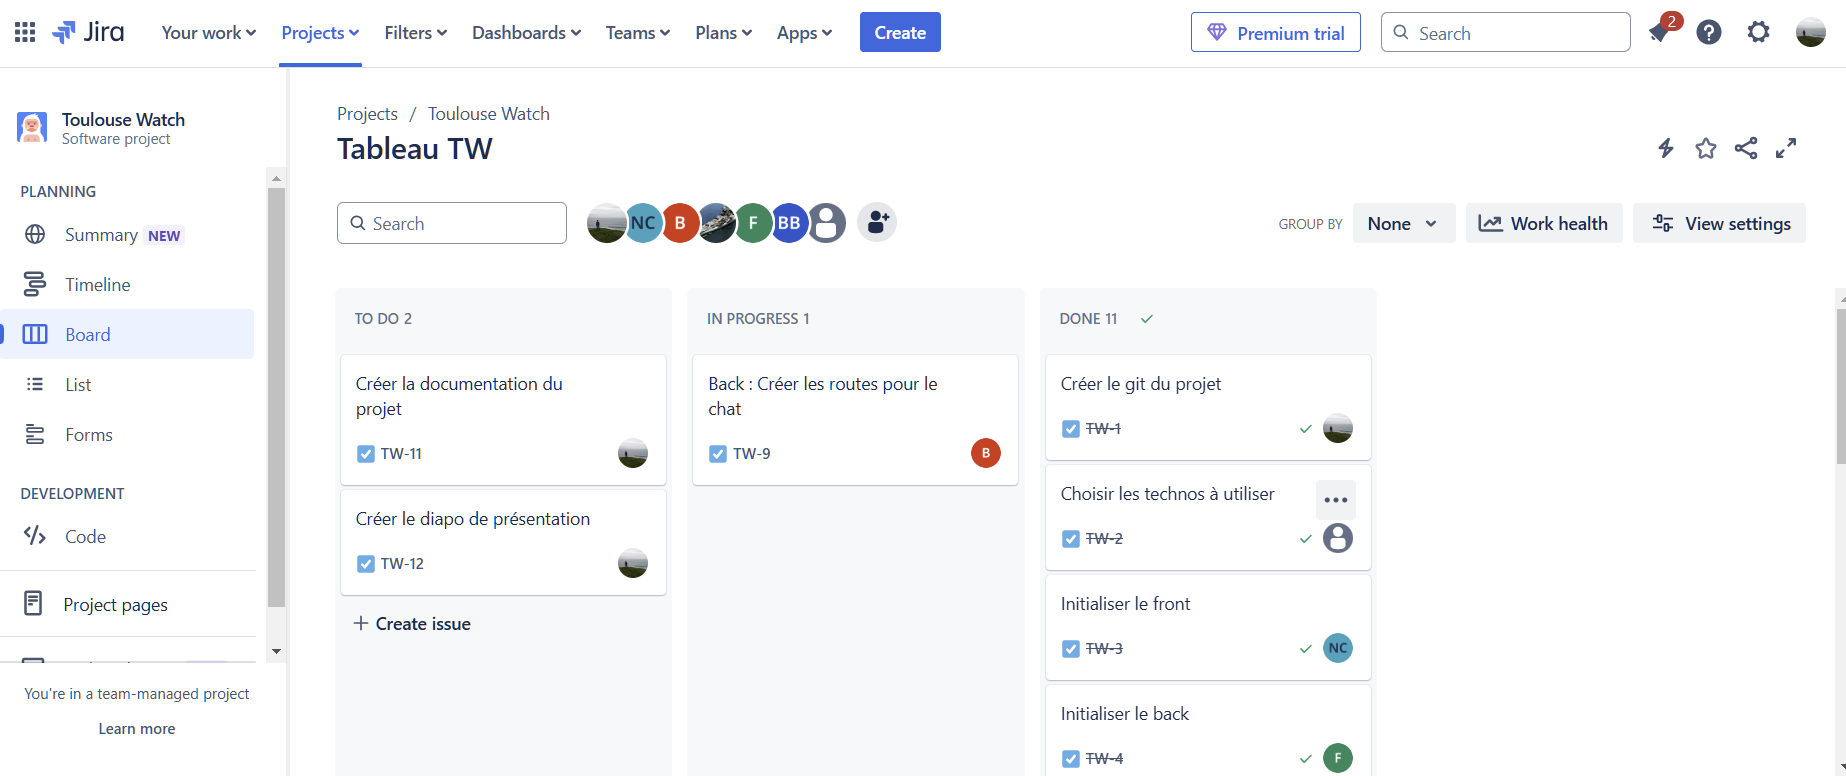 Jira
Your work
Projects
Filters
Dashboards
Teams
Plans
Apps
Create
Premium trial
Search
2
Toulouse Watch
Software project
PLANNING
Summary NEW
Timeline
Board
List
Forms
DEVELOPMENT
Code
Project pages
You're in a team-managed project
Learn more
Projects / Toulouse Watch
Tableau TW
Search
NC
B
F
BB
GROUP BY
None
Work health
View settings
TO DO 2
Créer la documentation du
projet
TW-11
Créer le diapo de présentation
TW-12
+ Create issue
IN PROGRESS 1
Back : Créer les routes pour le
chat
TW-9
B
DONE 11
Créer le git du projet
TW-1
Choisir les technos à utiliser
TW-2
Initialiser le front
TW-3
NC
Initialiser le back
TW-4
F